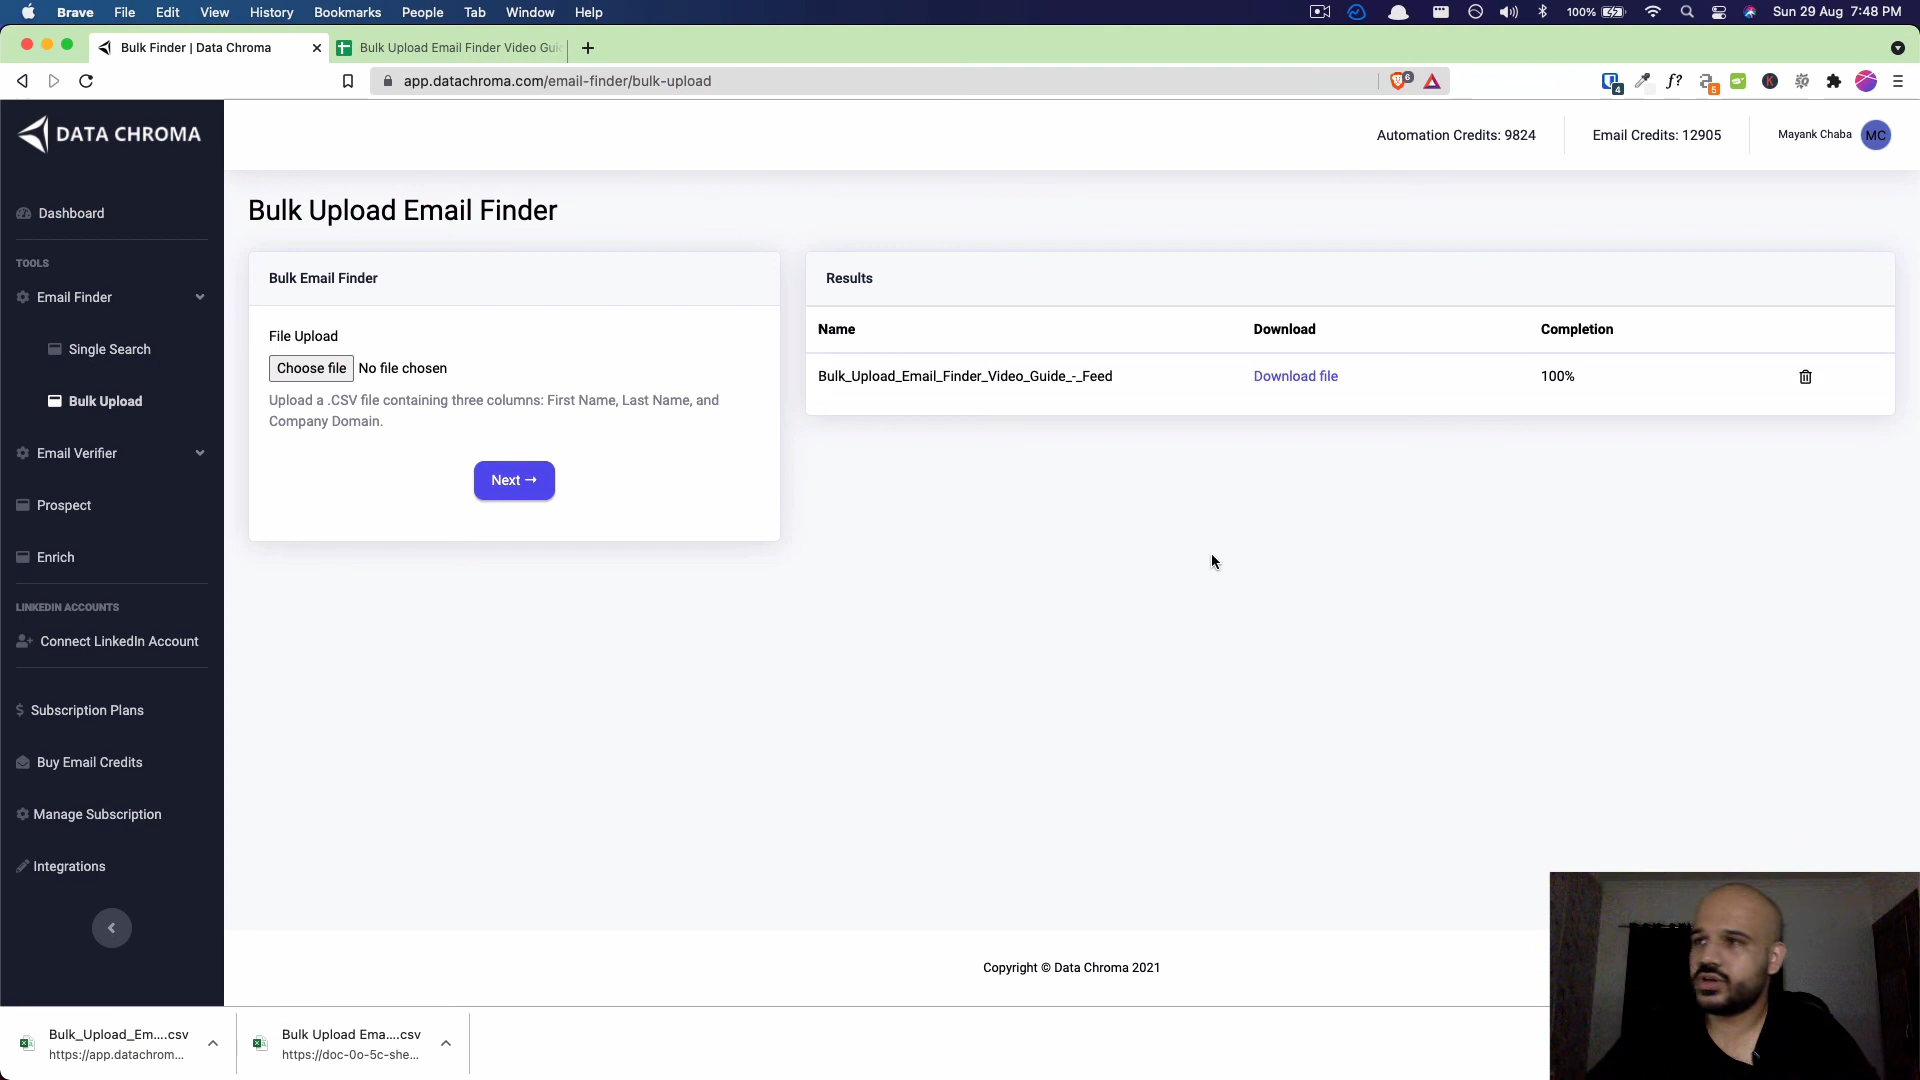 Brave File Edit View History Bookmarks People Tab Window Help
100% Sun 29 Aug 7:48 PM
Bulk Finder | Data Chroma
Bulk Upload Email Finder Video Gui
app.datachroma.com/email-finder/bulk-upload
6
4
f?
5
K
DATA CHROMA
Automation Credits: 9824
Email Credits: 12905
Mayank Chaba
MC
Dashboard
TOOLS
Email Finder
Single Search
Bulk Upload
Email Verifier
Prospect
Enrich
LINKEDIN ACCOUNTS
Connect LinkedIn Account
Subscription Plans
Buy Email Credits
Manage Subscription
Integrations
Bulk Upload Email Finder
Bulk Email Finder
File Upload
Choose file No file chosen
Upload a .CSV file containing three columns: First Name, Last Name, and
Company Domain.
Next →
Results
Name Download Completion
Bulk_Upload_Email_Finder_Video_Guide_-_Feed Download file 100%
Copyright © Data Chroma 2021
Bulk_Upload_Em....csv
https://app.datachrom...
Bulk Upload Ema....csv
https://doc-0o-5c-she...